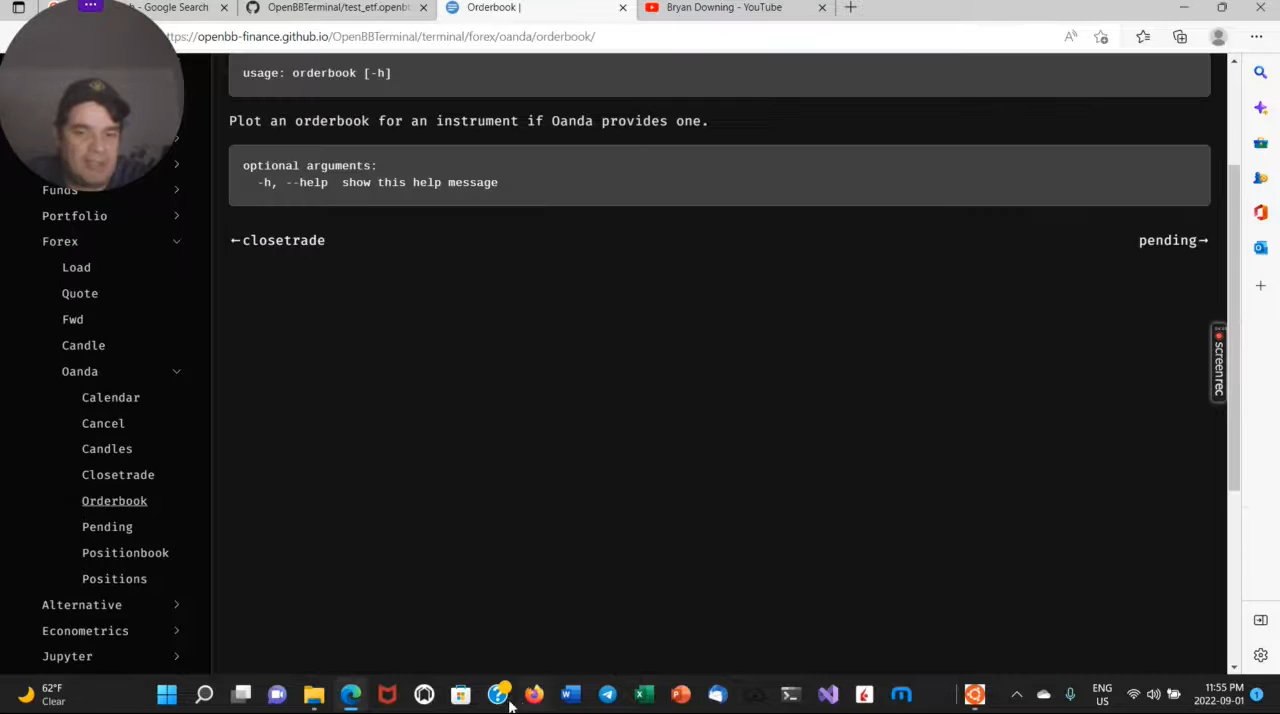 - Google Search
OpenBBTerminal/test_etf.openb
Orderbook |
Bryan Downing - YouTube
ttps://openbb-finance.github.io/OpenBBTerminal/terminal/forex/oanda/orderbook/
usage: orderbook [-h]
Plot an orderbook for an instrument if Oanda provides one.
optional arguments:
-h, --help show this help message
←closetrade
pending→
Funds
Portfolio
Forex
Load
Quote
Fwd
Candle
Oanda
Calendar
Cancel
Candles
Closetrade
Orderbook
Pending
Positionbook
Positions
Alternative
Econometrics
Jupyter
screenrec
62°F
Clear
ENG
US
11:55 PM
2022-09-01
1